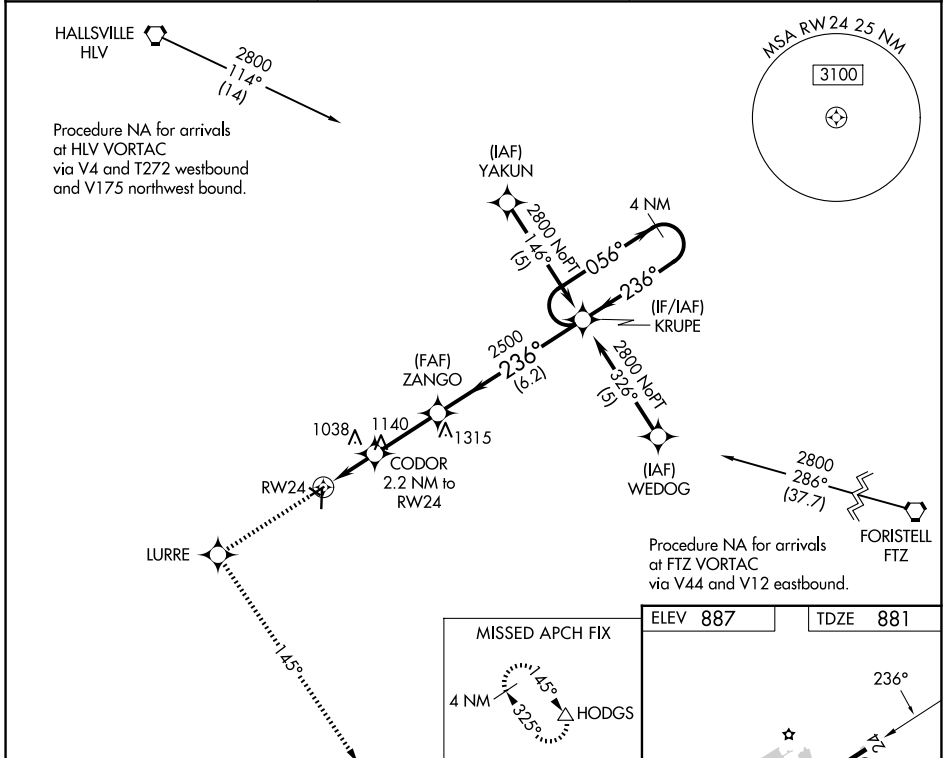 HALLSVILLE
HLV
2800
114°
(14)
Procedure NA for arrivals
at HLV VORTAC
via V4 and T272 westbound
and V175 northwest bound.
MSA RW24 25 NM
3100
(IAF)
YAKUN
2800 NoPT
146°
(5)
4 NM
056°
236°
(IF/IAF)
KRUPE
2500
236°
(6.2)
(FAF)
ZANGO
2800 NoPT
326°
(5)
1038
1140
1315
CODOR
2.2 NM to
RW24
RW24
(IAF)
WEDOG
2800
286°
(37.7)
FORISTELL
FTZ
LURRE
Procedure NA for arrivals
at FTZ VORTAC
via V44 and V12 eastbound.
145°
MISSED APCH FIX
4 NM
145°
325°
HODGS
ELEV 887
TDZE 881
236°
24